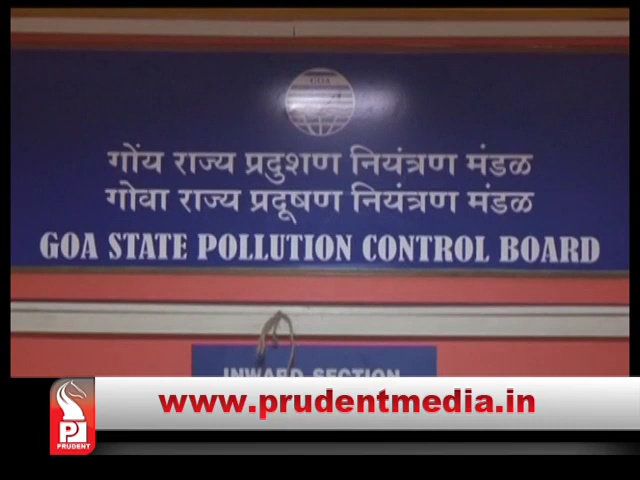 GOA
गोंय राज्य प्रदुशण नियंत्रण मंडळ
गोवा राज्य प्रदूषण नियंत्रण मंडळ
GOA STATE POLLUTION CONTROL BOARD
INWARD SECTION
www.prudentmedia.in
PRUDENT